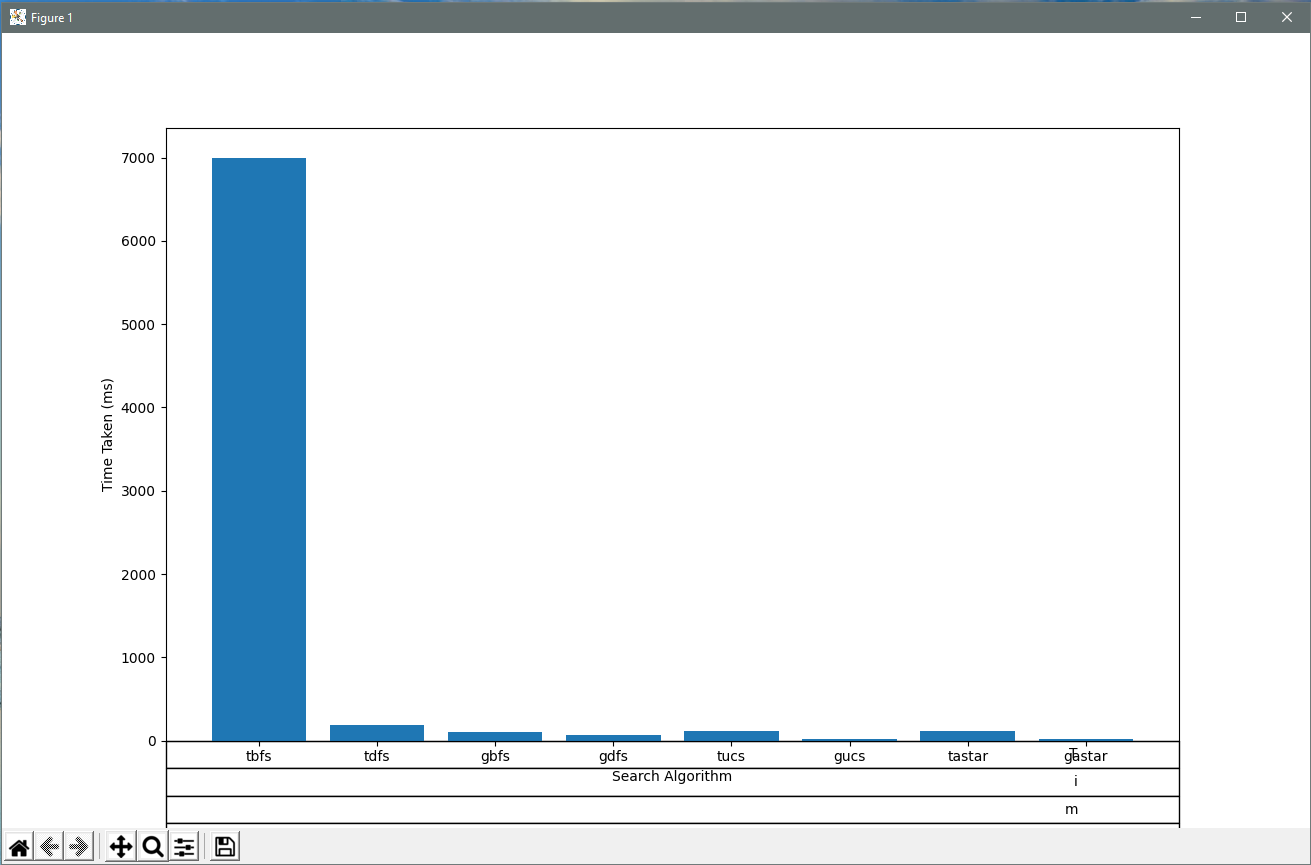 Figure 1
7000
6000
5000
4000
3000
2000
1000
0
Time Taken (ms)
tbfs tdfs gbfs gdfs tucs gucs tastar gastar
T
Search Algorithm
i
m